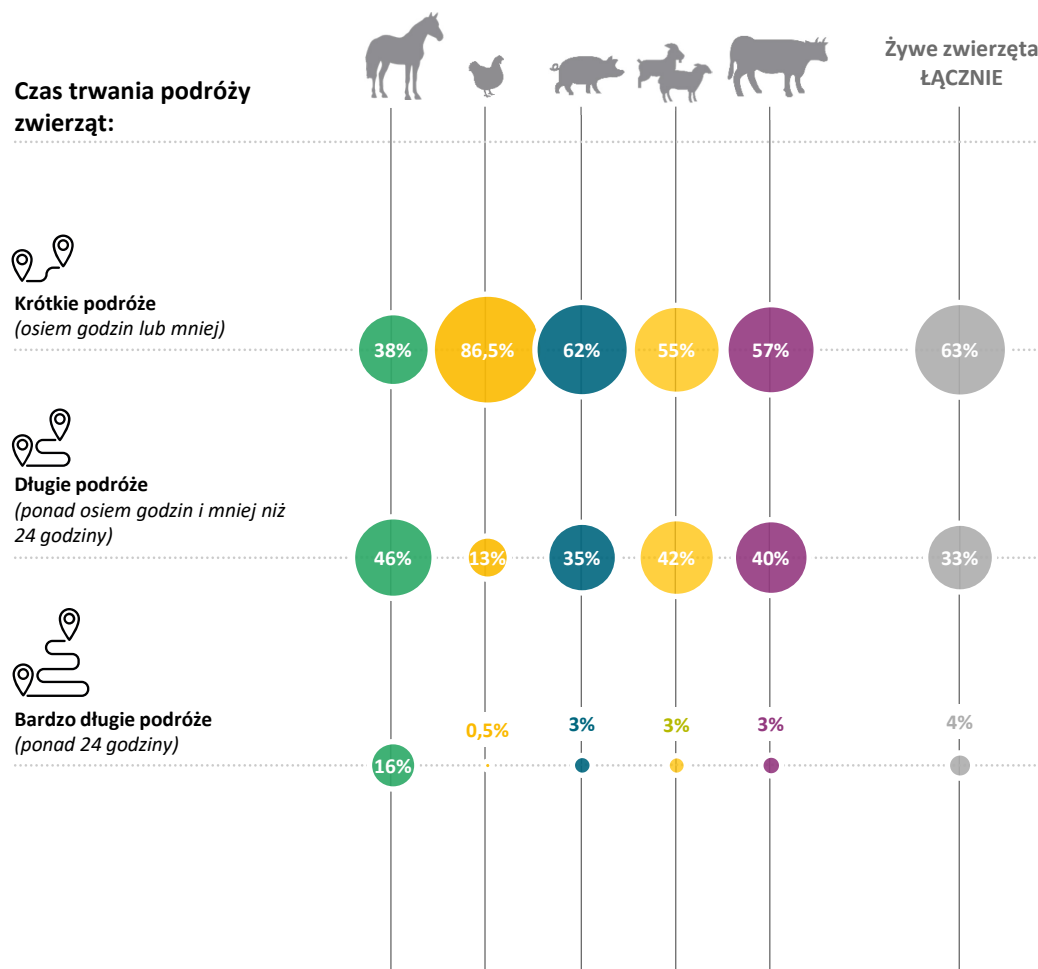 Żywe zwierzęta
ŁĄCZNIE
Czas trwania podróży
zwierząt:
Krótkie podróże
(osiem godzin lub mniej)
38% 86,5% 62% 55% 57% 63%
Długie podróże
(ponad osiem godzin i mniej niż
24 godziny)
46% 13% 35% 42% 40% 33%
Bardzo długie podróże
(ponad 24 godziny)
0,5% 3% 3% 3% 4%
16%